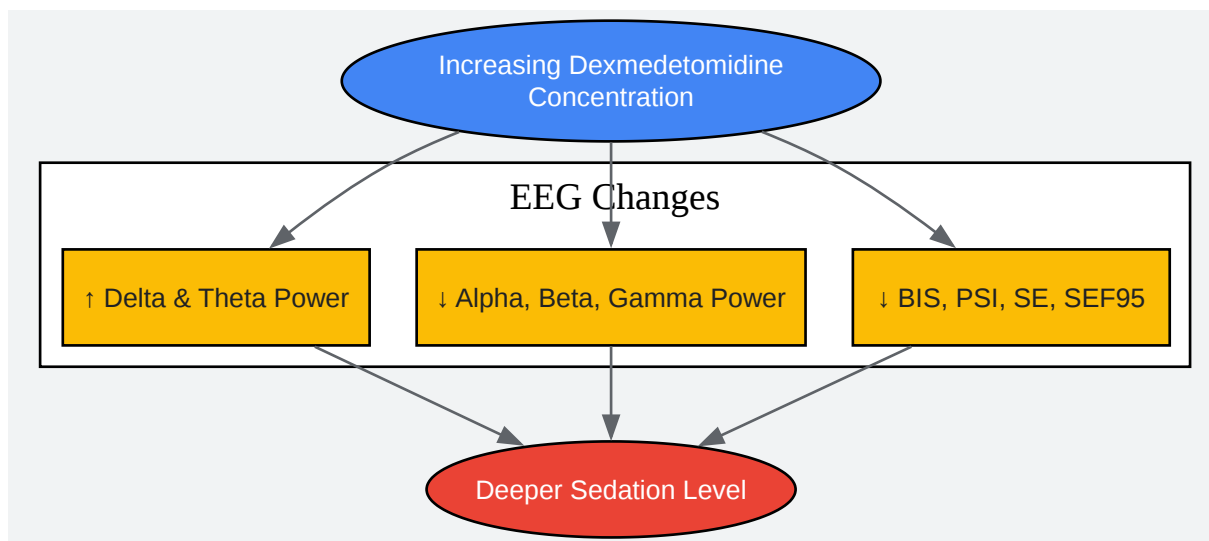 Increasing Dexmedetomidine
Concentration
EEG Changes
↑ Delta & Theta Power
↓ Alpha, Beta, Gamma Power
↓ BIS, PSI, SE, SEF95
Deeper Sedation Level